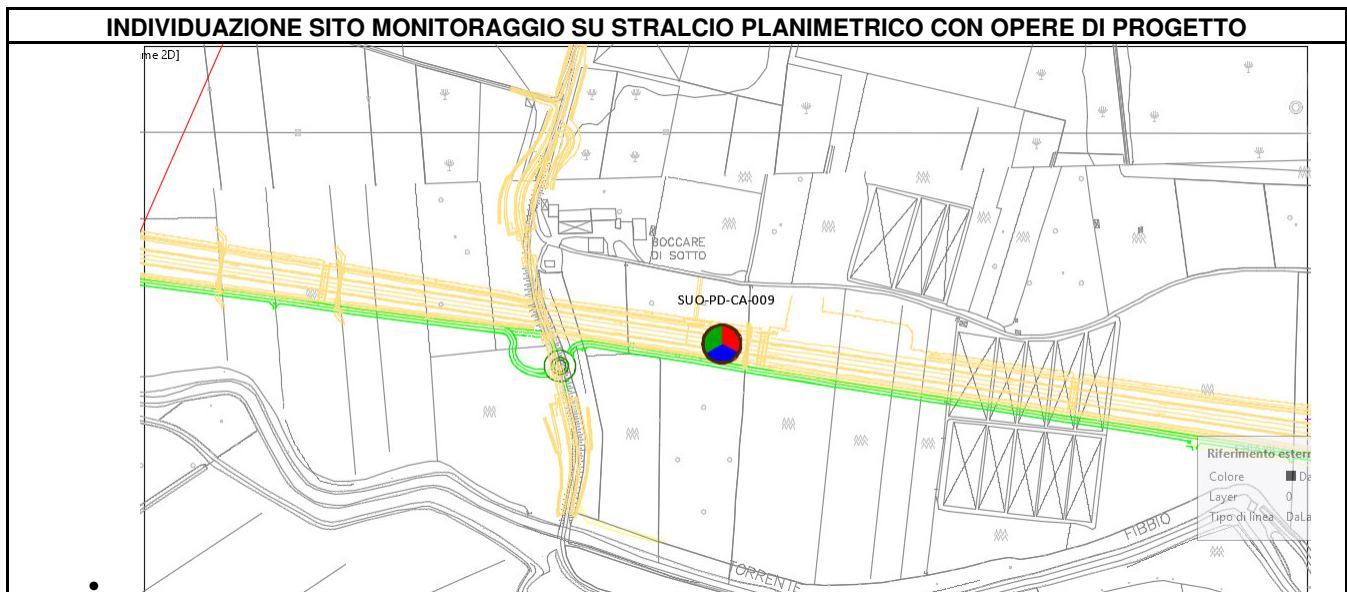 INDIVIDUAZIONE SITO MONITORAGGIO SU STRALCIO PLANIMETRICO CON OPERE DI PROGETTO
me 2D]
BOCCARE
DI SOTTO
SUO-PD-CA-009
Riferimento estern
Colore Da
Layer 0
Tipo di linea DaLa
FIBBIO
TORRENTE